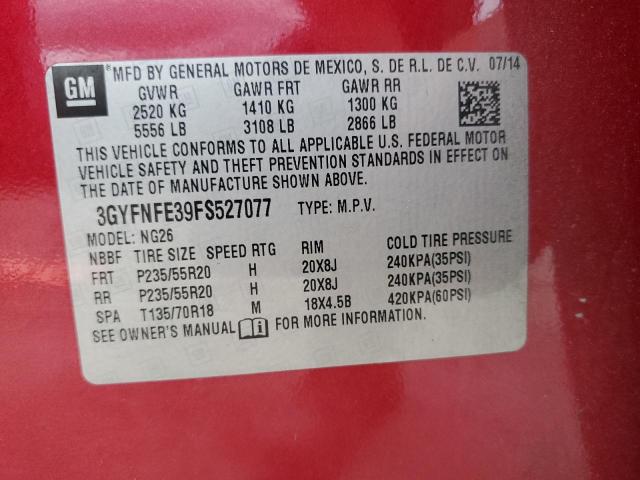 GM
®MFD BY GENERAL MOTORS DE MEXICO, S. DE R.L. DE C.V. 07/14
GVWR GAWR FRT GAWR RR
2520 KG 1410 KG 1300 KG
5556 LB 3108 LB 2866 LB
THIS VEHICLE CONFORMS TO ALL APPLICABLE U.S. FEDERAL MOTOR
VEHICLE SAFETY AND THEFT PREVENTION STANDARDS IN EFFECT ON
THE DATE OF MANUFACTURE SHOWN ABOVE.
3GYFNFE39FS527077 TYPE: M.P.V.
MODEL: NG26
NBBF TIRE SIZE SPEED RTG RIM COLD TIRE PRESSURE
FRT P235/55R20 H 20X8J 240KPA(35PSI)
RR P235/55R20 H 20X8J 240KPA(35PSI)
SPA T135/70R18 M 18X4.5B 420KPA(60PSI)
SEE OWNER'S MANUAL FOR MORE INFORMATION.